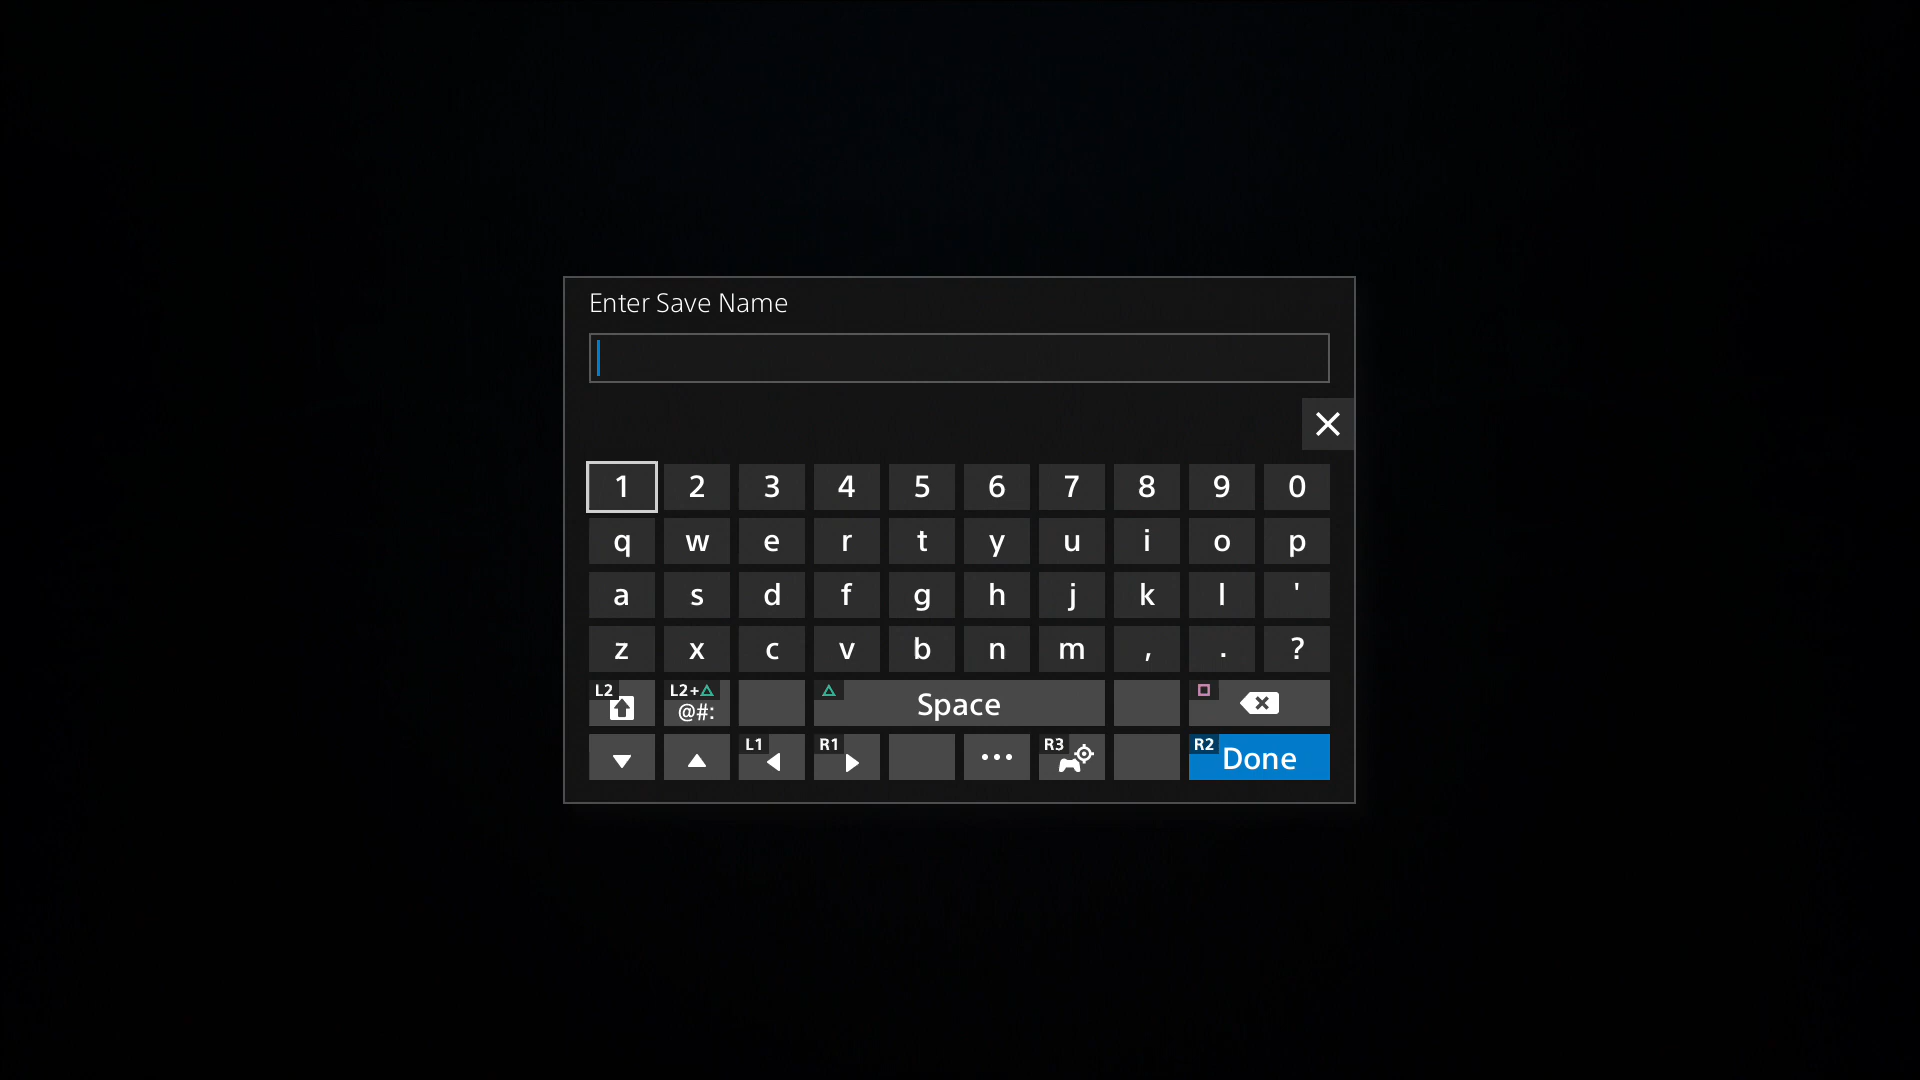 Enter Save Name
1 2 3 4 5 6 7 8 9 0
q w e r t y u i o p
a s d f g h j k l '
z x c v b n m , . ?
L2 L2+△ @#: △ Space
L1 R1 ... R3 R2 Done